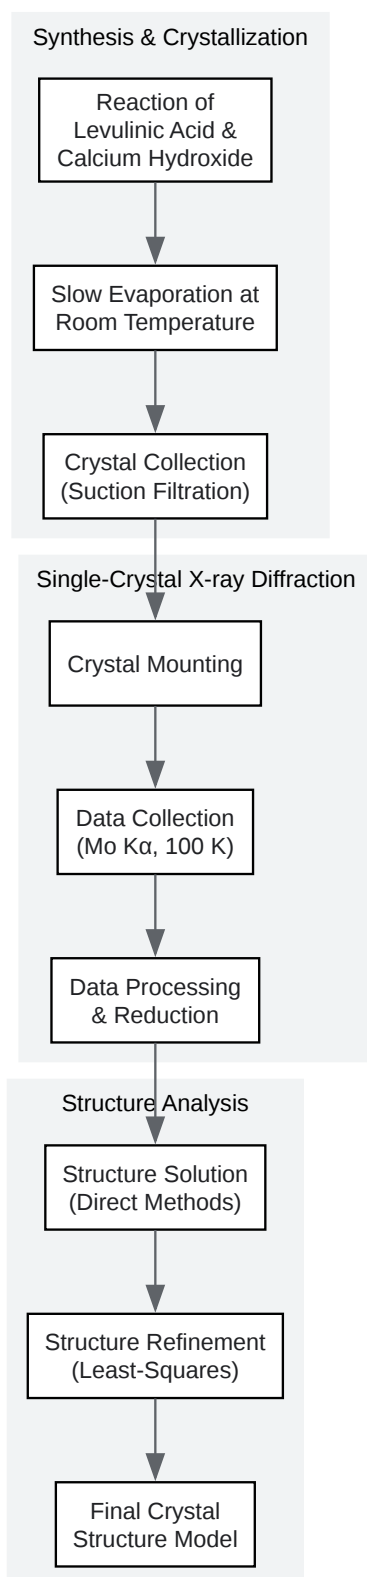 Synthesis & Crystallization
Reaction of
Levulinic Acid &
Calcium Hydroxide
Slow Evaporation at
Room Temperature
Crystal Collection
(Suction Filtration)
Single-Crystal X-ray Diffraction
Crystal Mounting
Data Collection
(Mo Kα, 100 K)
Data Processing
& Reduction
Structure Analysis
Structure Solution
(Direct Methods)
Structure Refinement
(Least-Squares)
Final Crystal
Structure Model